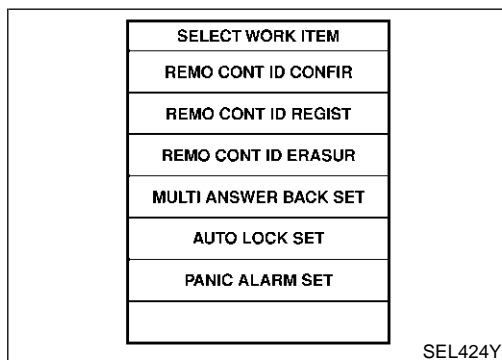 SELECT WORK ITEM
REMO CONT ID CONFIR
REMO CONT ID REGIST
REMO CONT ID ERASUR
MULTI ANSWER BACK SET
AUTO LOCK SET
PANIC ALARM SET
SEL424Y